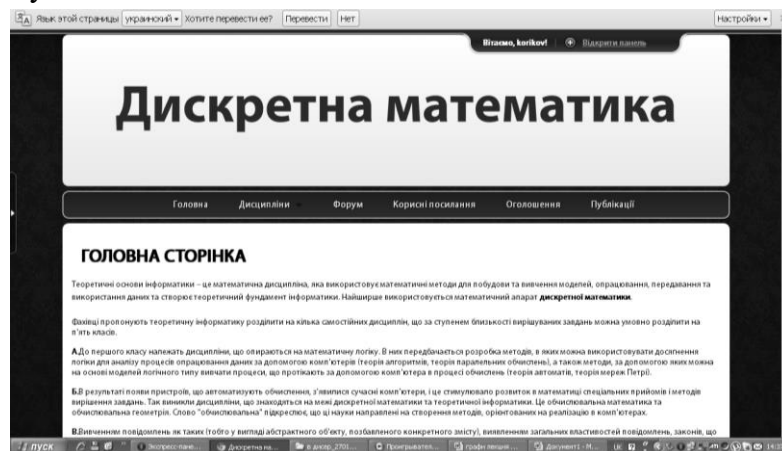 Язык этой страницы украинский Хотите перевести ее? Перевести Нет Настройки
Вітаємо, korikov! Відкрити панель
Дискретна математика
Головна Дисципліни Форум Корисні посилання Оголошення Публікації
ГОЛОВНА СТОРІНКА
Теоретичні основи інформатики – це математична дисципліна, яка використовує математичні методи для побудови та вивчення моделей, опрацювання, передавання та
використання даних та створює теоретичний фундамент інформатики. Найширше використовується математичний апарат дискретної математики.
Фахівці пропонують теоретичну інформатику розділити на кілька самостійних дисциплін, що за ступенем близькості вирішуваних завдань можна умовно розділити на
п'ять класів.
А.До першого класу належать дисципліни, що опираються на математичну логіку. В них передбачається розробка методів, в яких можна використовувати досягнення
логіки для аналізу процесів опрацювання даних за допомогою комп'ютерів (теорія алгоритмів, теорія паралельних обчислень), а також методи, за допомогою яких можна
на основі моделей логічного типу вивчати процеси, що протікають за допомогою комп'ютера в процесі обчислень (теорія автоматів, теорія мереж Петрі).
Б.В результаті появи пристроїв, що автоматизують обчислення, з'явилися сучасні комп'ютери, і це стимулювало розвиток в математиці спеціальних прийомів і методів
вирішення завдань. Так виникли дисципліни, що знаходяться на межі дискретної математики та теоретичної інформатики. Це обчислювальна математика та
обчислювальна геометрія. Слово "обчислювальна" підкреслює, що ці науки направлені на створення методів, орієнтованих на реалізацію в комп'ютерах.
В.Вивченням повідомлень як таких (тобто у вигляді абстрактного об'єкту, позбавленого конкретного змісту), виявленням загальних властивостей повідомлень, законів, що
пуск Экспресс-пане... Дискретна на... Проигрывател... графи лекция... Документ1 - М...